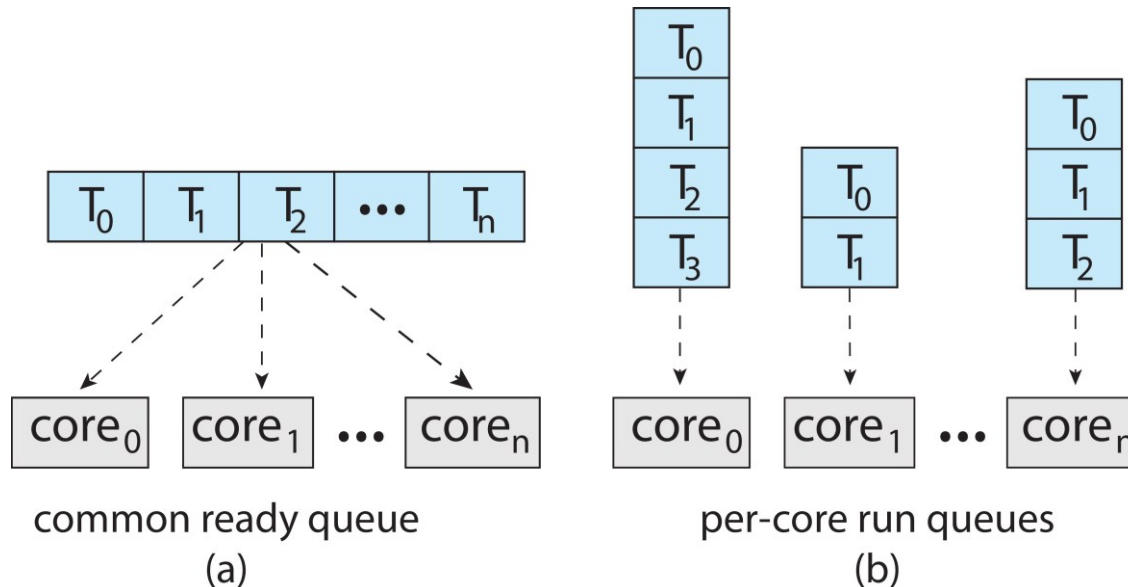 T₀ T₁ T₂ ••• Tₙ
core₀ core₁ ••• coreₙ
common ready queue
(a)
T₀
T₁
T₂
T₃
T₀
T₁
T₀
T₁
T₂
core₀ core₁ ••• coreₙ
per-core run queues
(b)